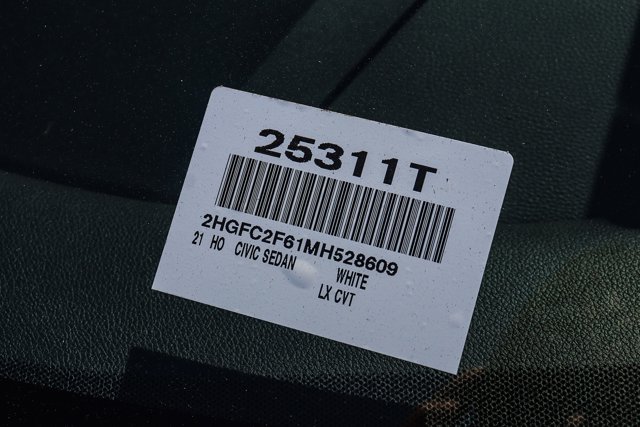 25311T
2HGFC2F61MH528609
21 HO CIVIC SEDAN WHITE
LX CVT